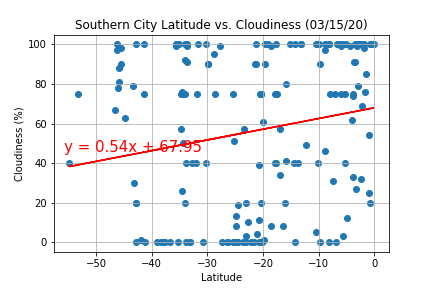 Southern City Latitude vs. Cloudiness (03/15/20)
100
80
60
40
20
0
Cloudiness (%)
y = 0.54x + 67.95
−50 −40 −30 −20 −10 0
Latitude